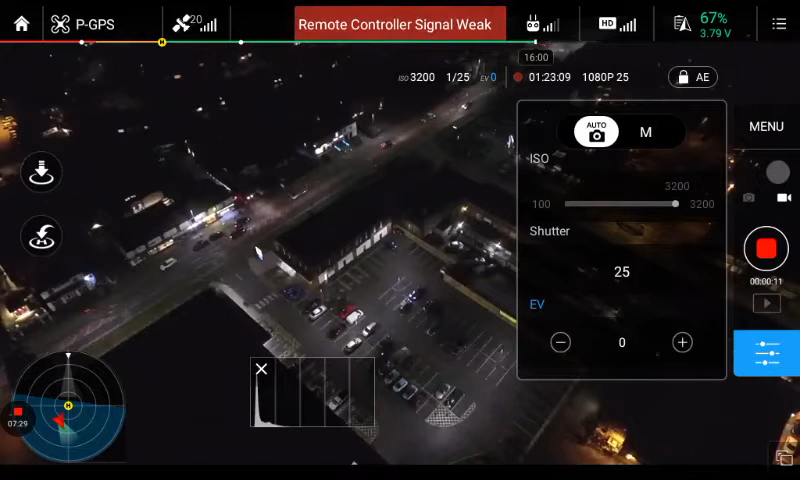 P-GPS
20
Remote Controller Signal Weak
HD
67%
3.79 V
H
16:00
ISO 3200 1/25 EV 0 01:23:09 1080P 25 AE
AUTO
M
MENU
ISO
3200
100 3200
Shutter
25
EV
0
00:00:11
H
07:29